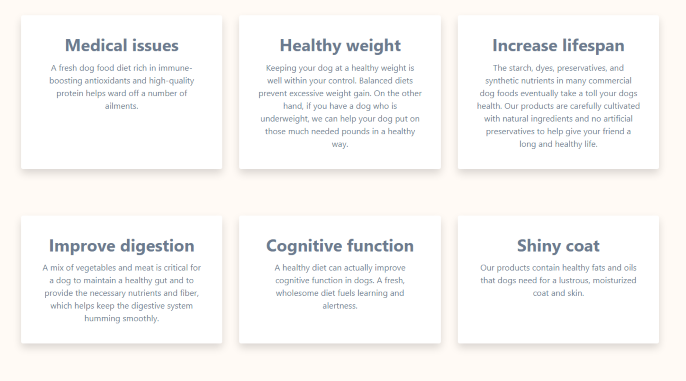 Medical issues
A fresh dog food diet rich in immune-
boosting antioxidants and high-quality
protein helps ward off a number of
ailments.
Healthy weight
Keeping your dog at a healthy weight is
well within your control. Balanced diets
prevent excessive weight gain. On the other
hand, if you have a dog who is
underweight, we can help your dog put on
those much needed pounds in a healthy
way.
Increase lifespan
The starch, dyes, preservatives, and
synthetic nutrients in many commercial
dog foods eventually take a toll your dogs
health. Our products are carefully cultivated
with natural ingredients and no artificial
preservatives to help give your friend a
long and healthy life.
Improve digestion
A mix of vegetables and meat is critical for
a dog to maintain a healthy gut and to
provide the necessary nutrients and fiber,
which helps keep the digestive system
humming smoothly.
Cognitive function
A healthy diet can actually improve
cognitive function in dogs. A fresh,
wholesome diet fuels learning and
alertness.
Shiny coat
Our products contain healthy fats and oils
that dogs need for a lustrous, moisturized
coat and skin.